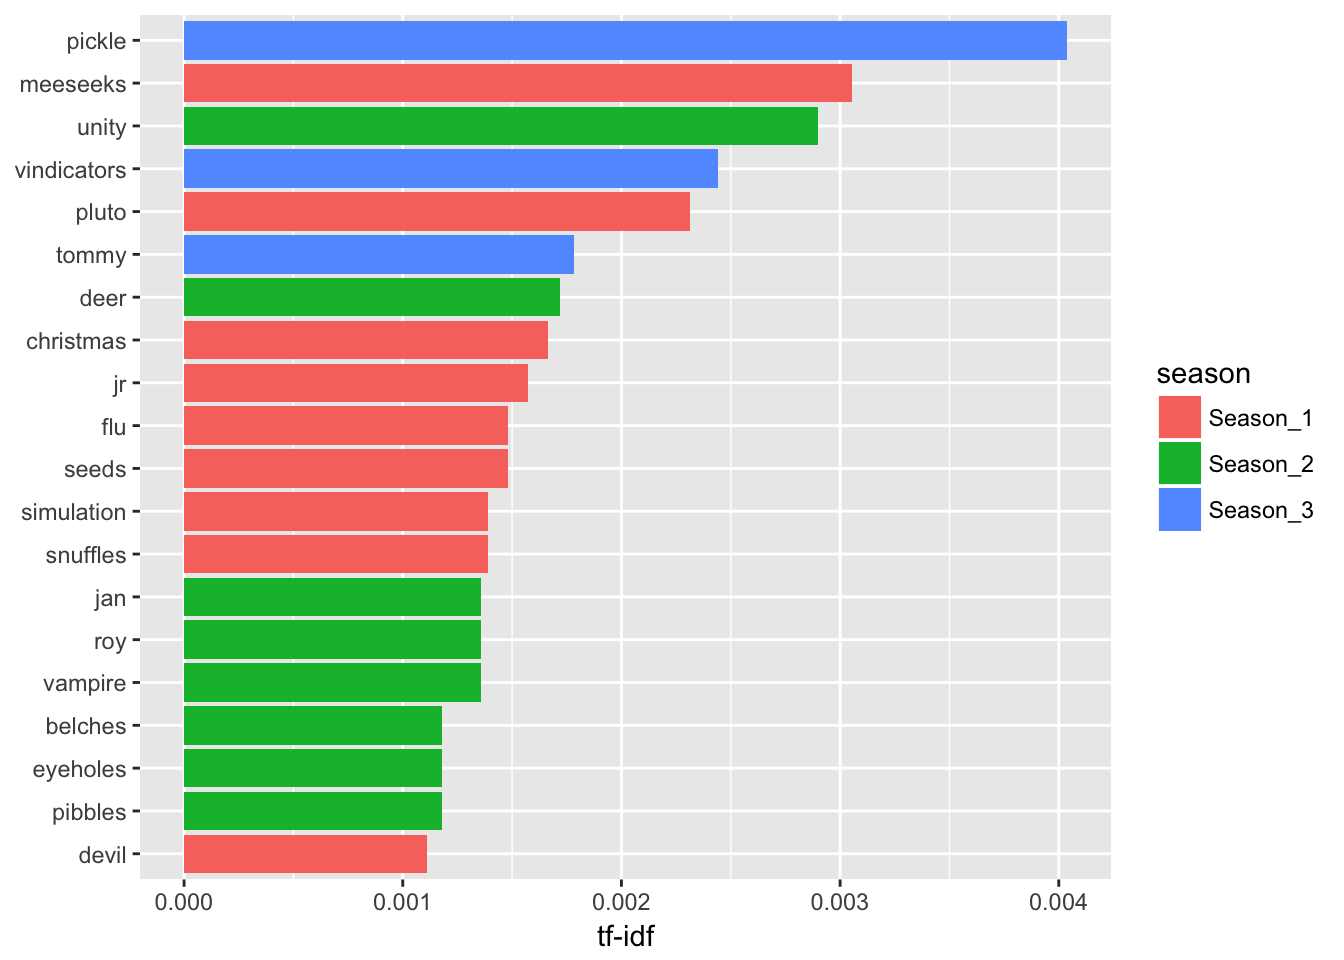 pickle
meeseeks
unity
vindicators
pluto
tommy
deer
christmas
jr
flu
seeds
simulation
snuffles
jan
roy
vampire
belches
eyeholes
pibbles
devil
0.000 0.001 0.002 0.003 0.004
tf-idf
season
Season_1
Season_2
Season_3